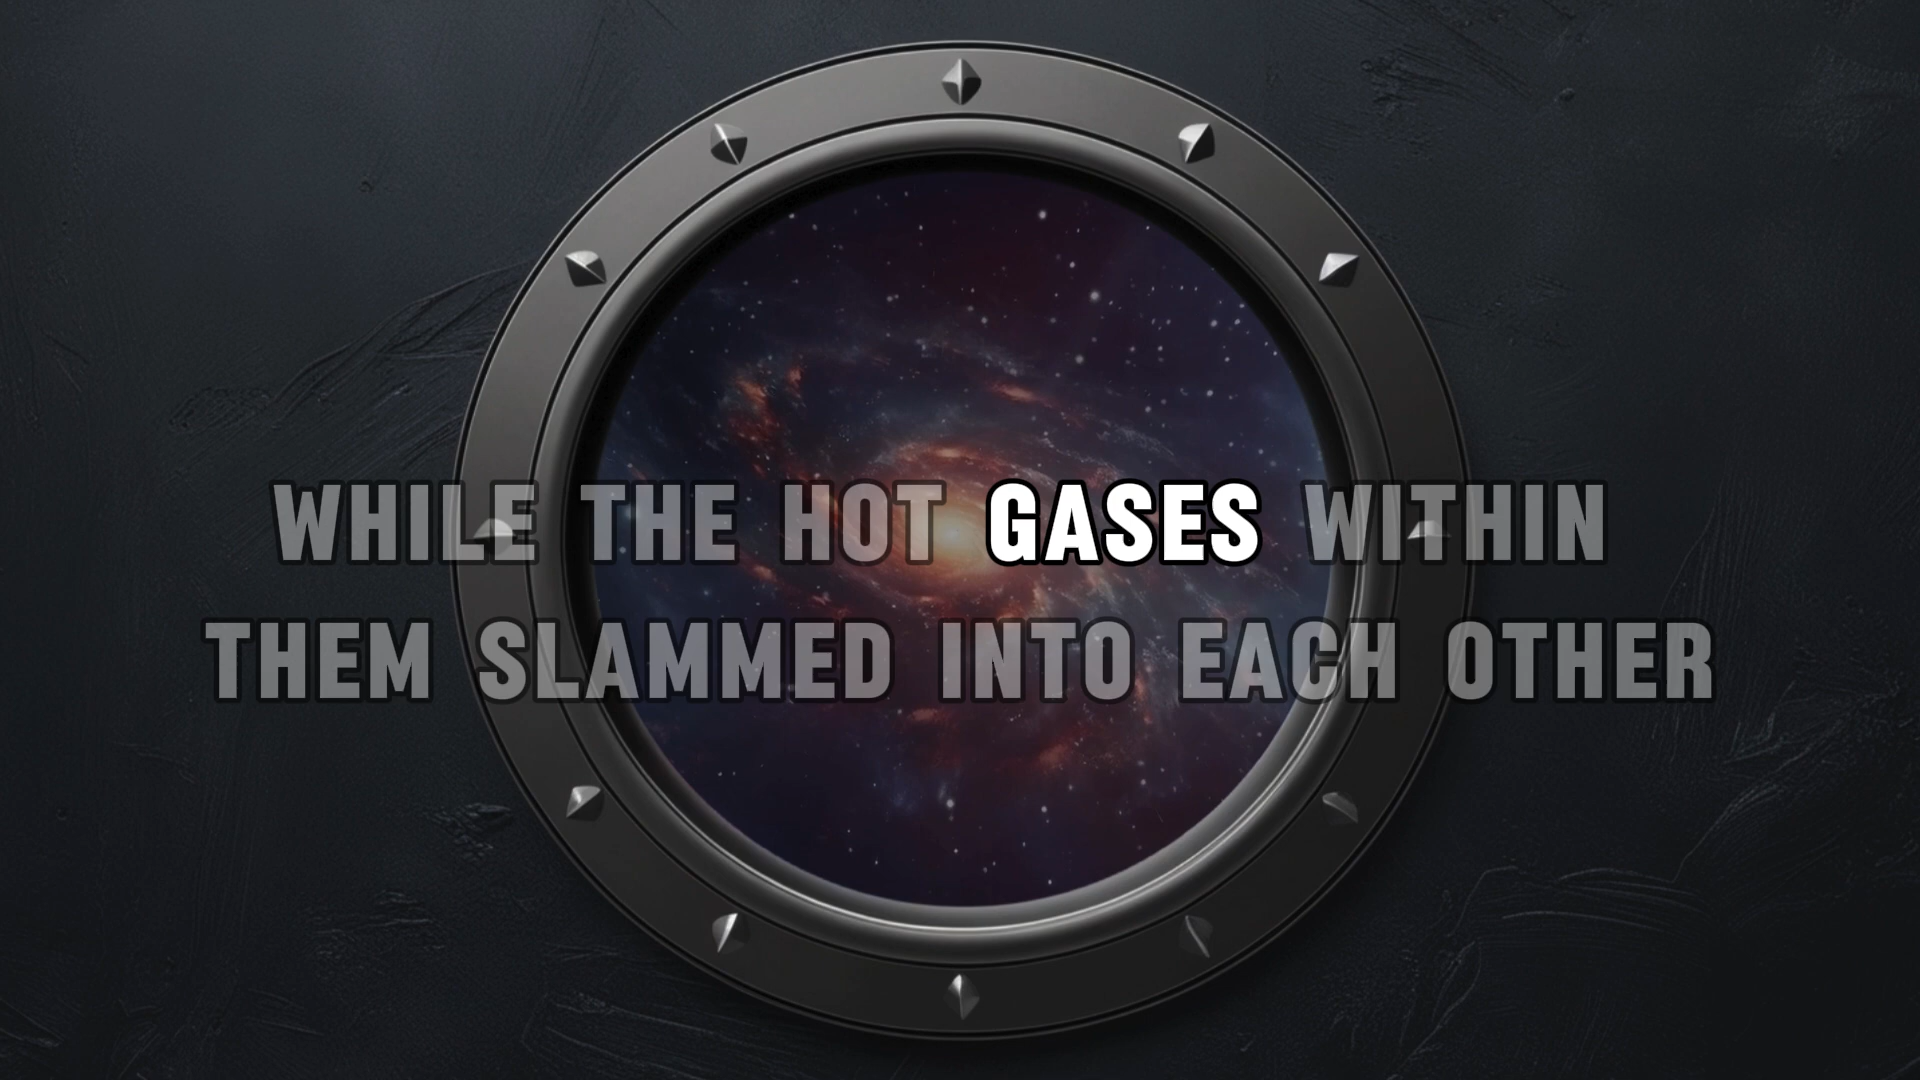 WHILE THE HOT GASES WITHIN
THEM SLAMMED INTO EACH OTHER